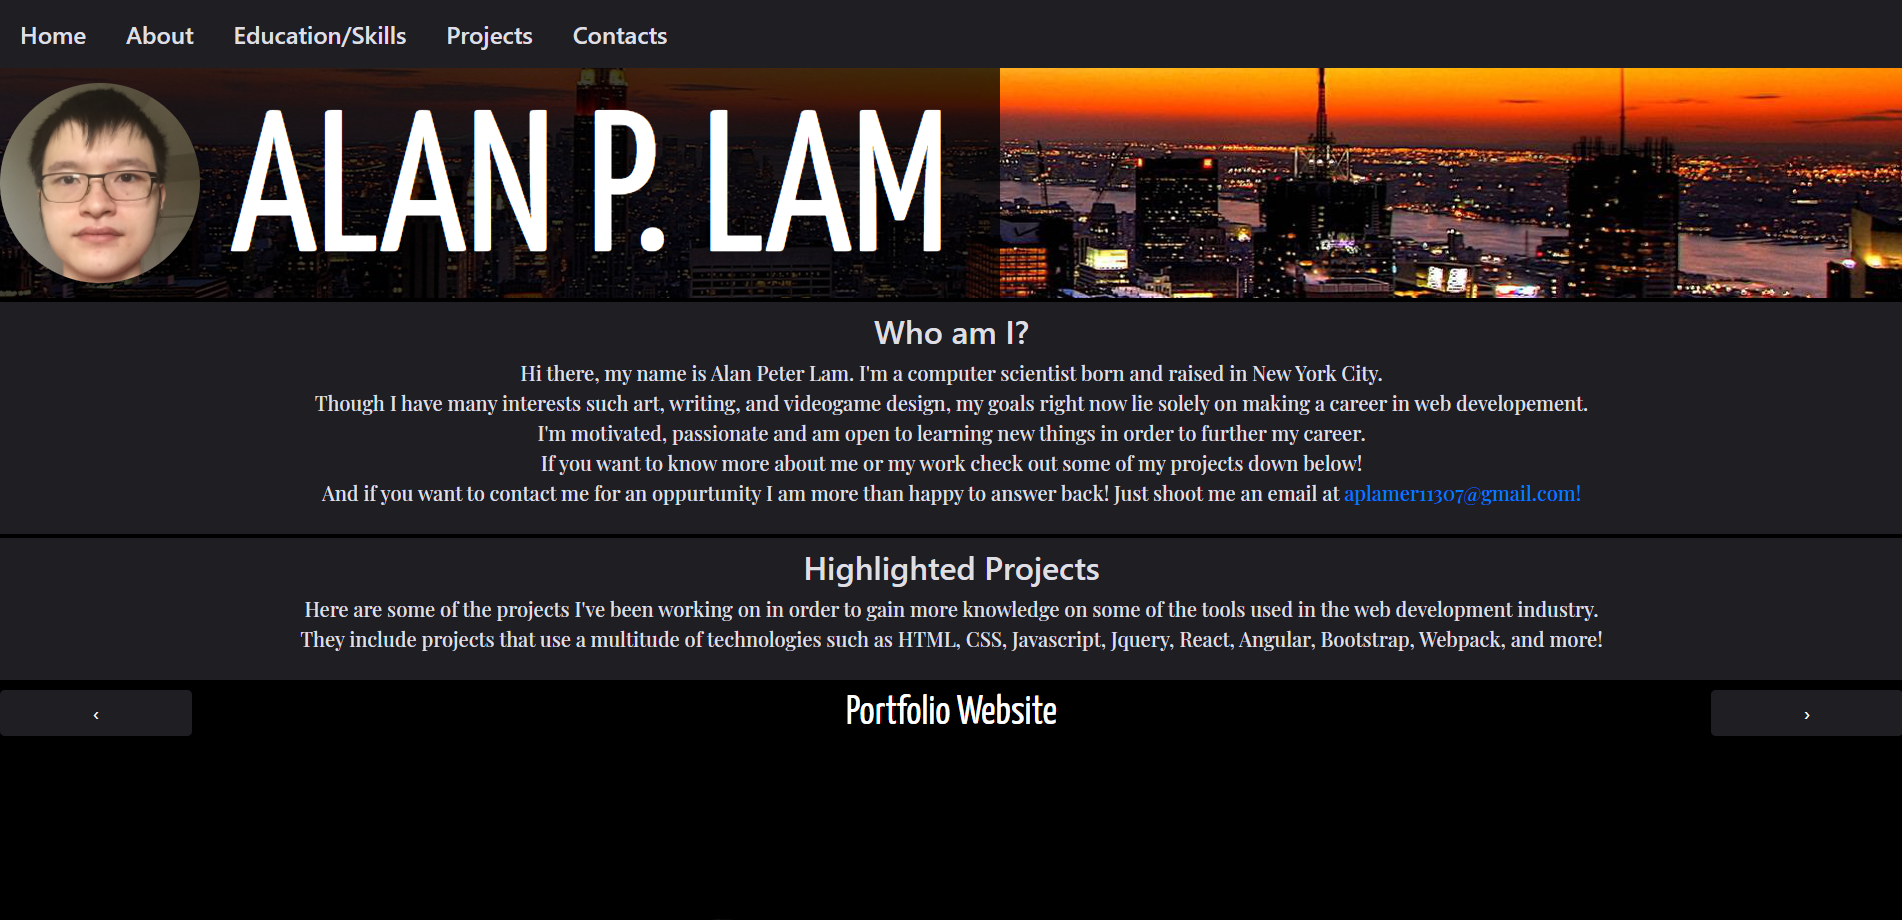 Home About Education/Skills Projects Contacts
ALAN P. LAM
Who am I?
Hi there, my name is Alan Peter Lam. I'm a computer scientist born and raised in New York City.
Though I have many interests such art, writing, and videogame design, my goals right now lie solely on making a career in web developement.
I'm motivated, passionate and am open to learning new things in order to further my career.
If you want to know more about me or my work check out some of my projects down below!
And if you want to contact me for an oppurtunity I am more than happy to answer back! Just shoot me an email at aplamer11307@gmail.com!
Highlighted Projects
Here are some of the projects I've been working on in order to gain more knowledge on some of the tools used in the web development industry.
They include projects that use a multitude of technologies such as HTML, CSS, Javascript, Jquery, React, Angular, Bootstrap, Webpack, and more!
‹ Portfolio Website ›